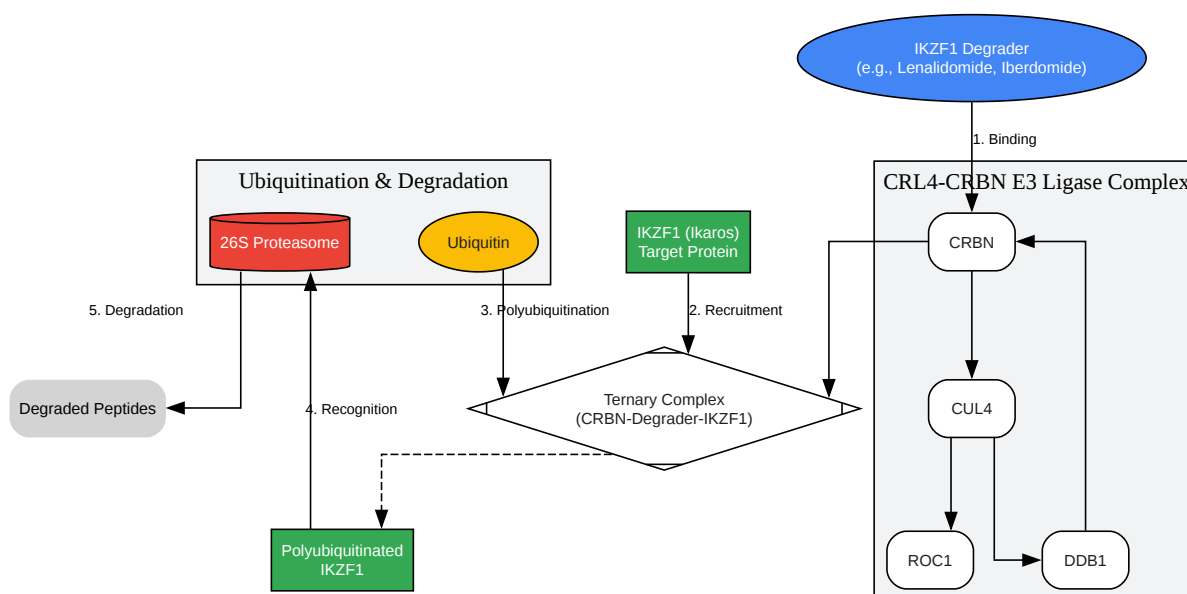 IKZF1 Degrader
(e.g., Lenalidomide, Iberdomide)
1. Binding
Ubiquitination & Degradation
CRL4-CRBN E3 Ligase Complex
26S Proteasome
Ubiquitin
IKZF1 (Ikaros)
Target Protein
CRBN
5. Degradation
3. Polyubiquitination
2. Recruitment
Degraded Peptides
4. Recognition
Ternary Complex
(CRBN-Degrader-IKZF1)
CUL4
Polyubiquitinated
IKZF1
ROC1
DDB1